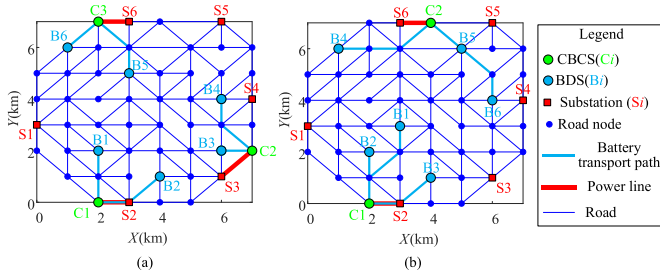 C3 S6 S5
7
B6
6
B5
B4 S4
4
S1
B1 B3 C2
2
B2 S3
C1 S2
0
0 2 4 6
Y(km)
X(km)
(a)
S6 C2 S5
B4 B5
6
S4
4
B6
B1
S1
B2
2
B3 S3
C1 S2
0
0 2 4 6
Y(km)
X(km)
(b)
Legend
CBCS(Ci)
BDS(Bi)
Substation (Si)
Road node
Battery
transport path
Power line
Road